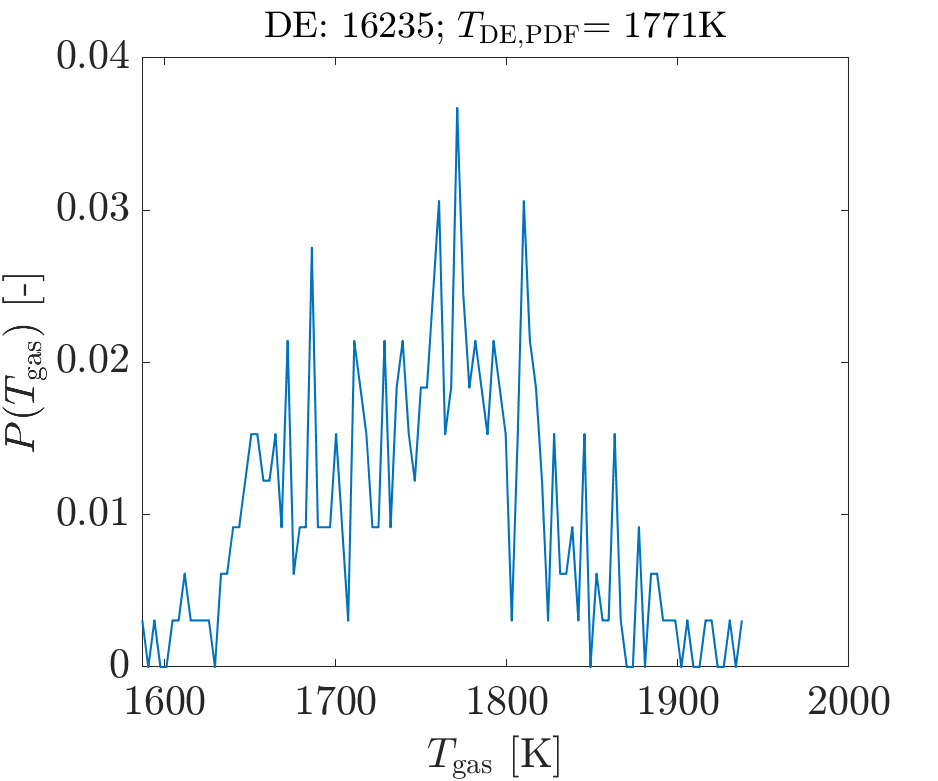 DE: 16235; T_DE,PDF= 1771K
0.04
0.03
0.02
0.01
0
P(T_gas) [-]
1600 1700 1800 1900 2000
T_gas [K]